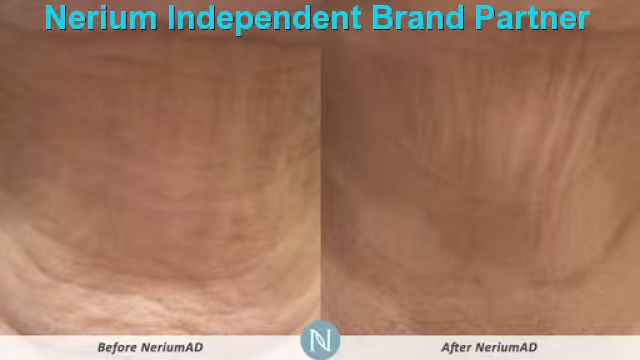 Nerium Independent Brand Partner
Before NeriumAD
N
After NeriumAD